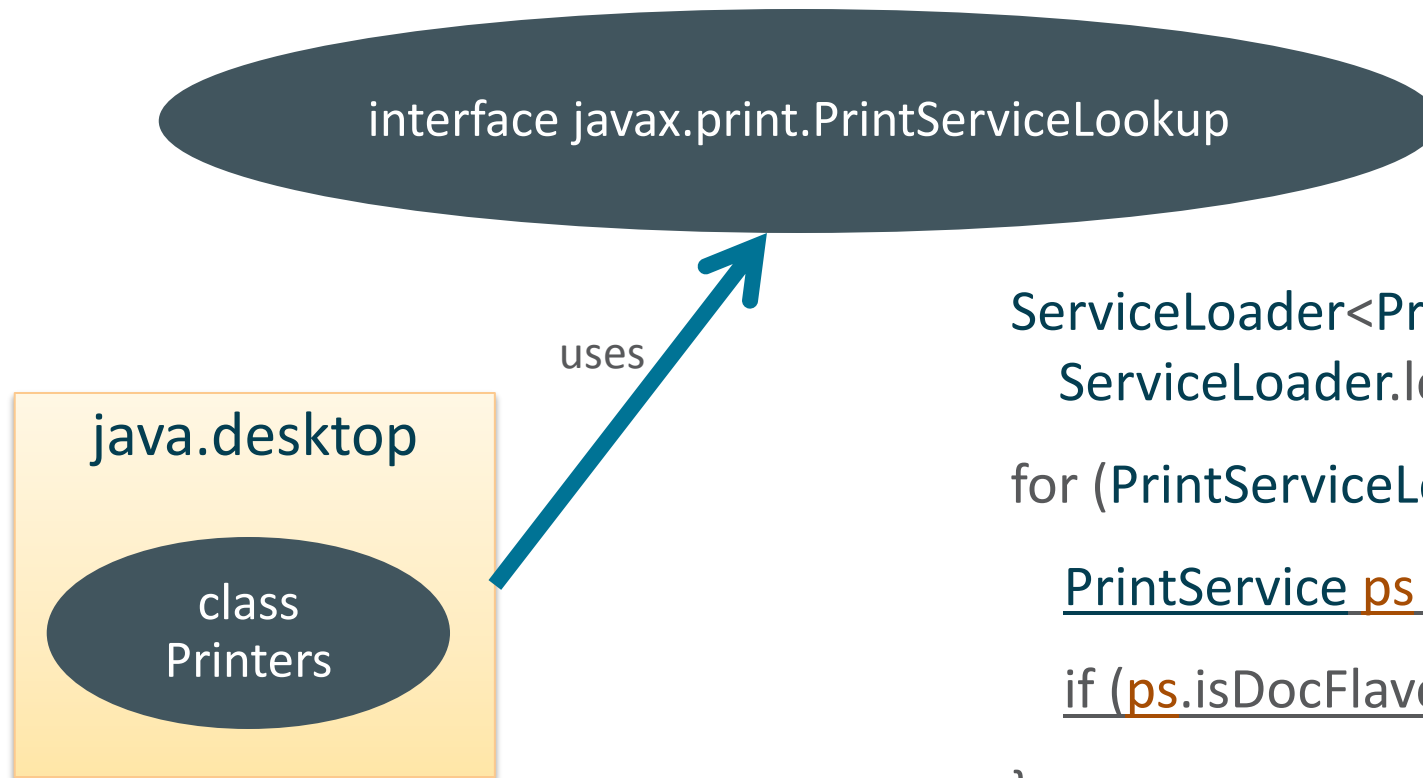 interface javax.print.PrintServiceLookup
uses
java.desktop
class
Printers
ServiceLoader<Pr
ServiceLoader.l
for (PrintServiceL
PrintService ps
if (ps.isDocFlav